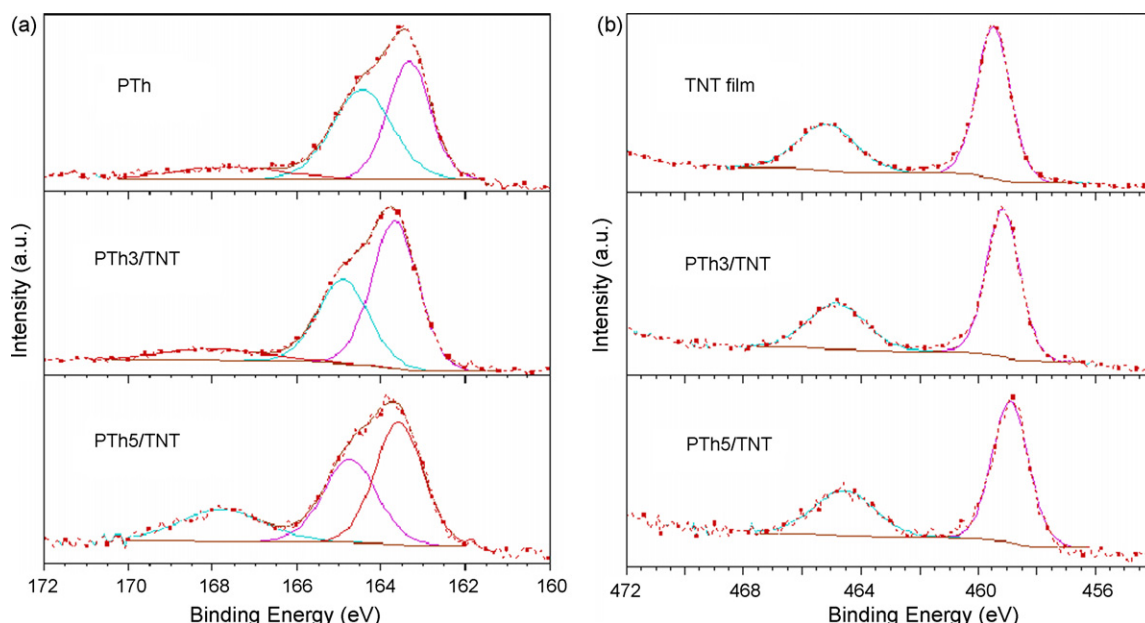 (a)
PTh
PTh3/TNT
PTh5/TNT
Intensity (a.u.)
172 170 168 166 164 162 160
Binding Energy (eV)
(b)
TNT film
PTh3/TNT
PTh5/TNT
Intensity (a.u.)
472 468 464 460 456
Binding Energy (eV)